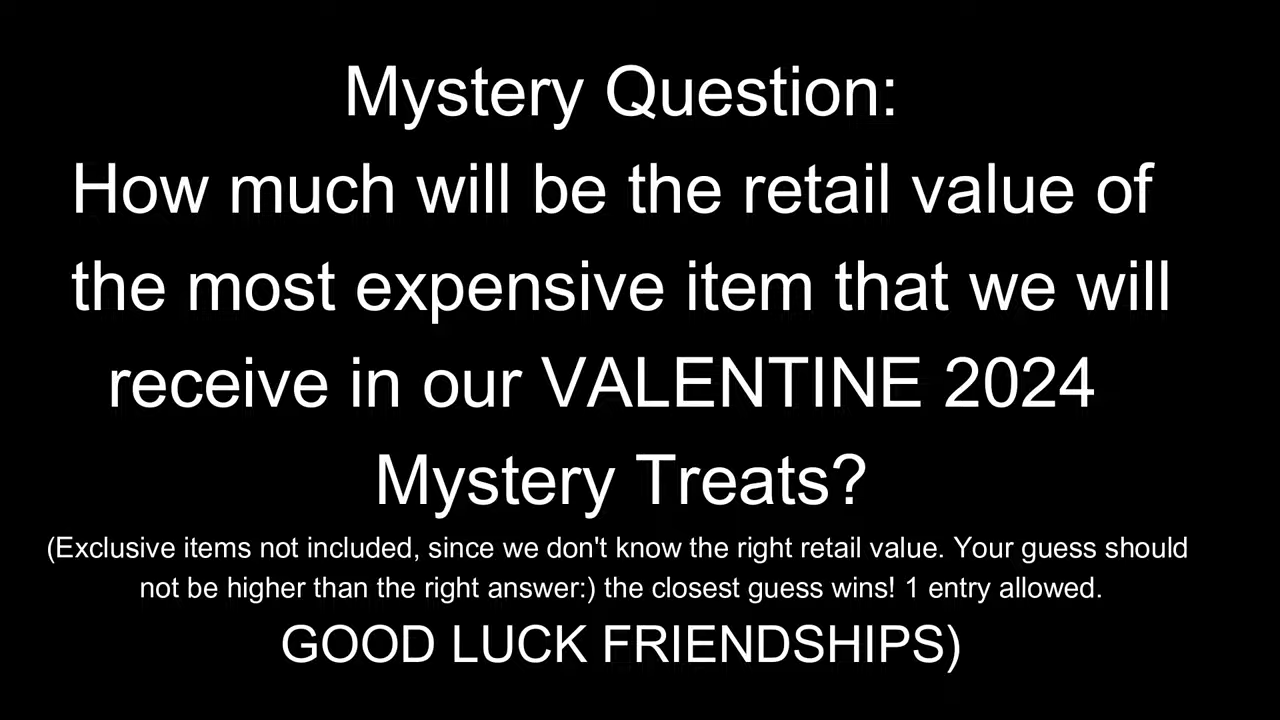 Mystery Question:
How much will be the retail value of
the most expensive item that we will
receive in our VALENTINE 2024
Mystery Treats?
(Exclusive items not included, since we don't know the right retail value. Your guess should
not be higher than the right answer:) the closest guess wins! 1 entry allowed.
GOOD LUCK FRIENDSHIPS)